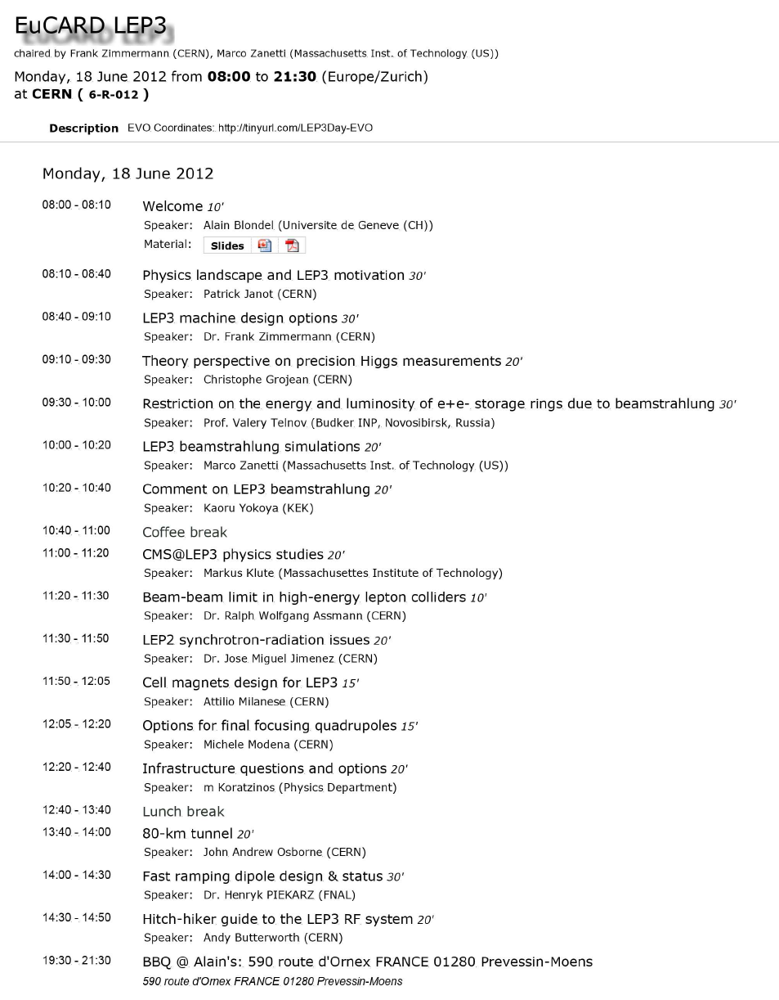 EuCARD LEP3
chaired by Frank Zimmermann (CERN), Marco Zanetti (Massachusetts Inst. of Technology (US))
Monday, 18 June 2012 from 08:00 to 21:30 (Europe/Zurich)
at CERN ( 6-R-012 )
Description EVO Coordinates: http://tinyurl.com/LEP3Day-EVO
Monday, 18 June 2012
08:00 - 08:10 Welcome 10'
Speaker: Alain Blondel (Universite de Geneve (CH))
Material: Slides
08:10 - 08:40 Physics landscape and LEP3 motivation 30'
Speaker: Patrick Janot (CERN)
08:40 - 09:10 LEP3 machine design options 30'
Speaker: Dr. Frank Zimmermann (CERN)
09:10 - 09:30 Theory perspective on precision Higgs measurements 20'
Speaker: Christophe Grojean (CERN)
09:30 - 10:00 Restriction on the energy and luminosity of e+e- storage rings due to beamstrahlung 30'
Speaker: Prof. Valery Telnov (Budker INP, Novosibirsk, Russia)
10:00 - 10:20 LEP3 beamstrahlung simulations 20'
Speaker: Marco Zanetti (Massachusetts Inst. of Technology (US))
10:20 - 10:40 Comment on LEP3 beamstrahlung 20'
Speaker: Kaoru Yokoya (KEK)
10:40 - 11:00 Coffee break
11:00 - 11:20 CMS@LEP3 physics studies 20'
Speaker: Markus Klute (Massachusettes Institute of Technology)
11:20 - 11:30 Beam-beam limit in high-energy lepton colliders 10'
Speaker: Dr. Ralph Wolfgang Assmann (CERN)
11:30 - 11:50 LEP2 synchrotron-radiation issues 20'
Speaker: Dr. Jose Miguel Jimenez (CERN)
11:50 - 12:05 Cell magnets design for LEP3 15'
Speaker: Attilio Milanese (CERN)
12:05 - 12:20 Options for final focusing quadrupoles 15'
Speaker: Michele Modena (CERN)
12:20 - 12:40 Infrastructure questions and options 20'
Speaker: m Koratzinos (Physics Department)
12:40 - 13:40 Lunch break
13:40 - 14:00 80-km tunnel 20'
Speaker: John Andrew Osborne (CERN)
14:00 - 14:30 Fast ramping dipole design & status 30'
Speaker: Dr. Henryk PIEKARZ (FNAL)
14:30 - 14:50 Hitch-hiker guide to the LEP3 RF system 20'
Speaker: Andy Butterworth (CERN)
19:30 - 21:30 BBQ @ Alain's: 590 route d'Ornex FRANCE 01280 Prevessin-Moens
590 route d'Ornex FRANCE 01280 Prevessin-Moens